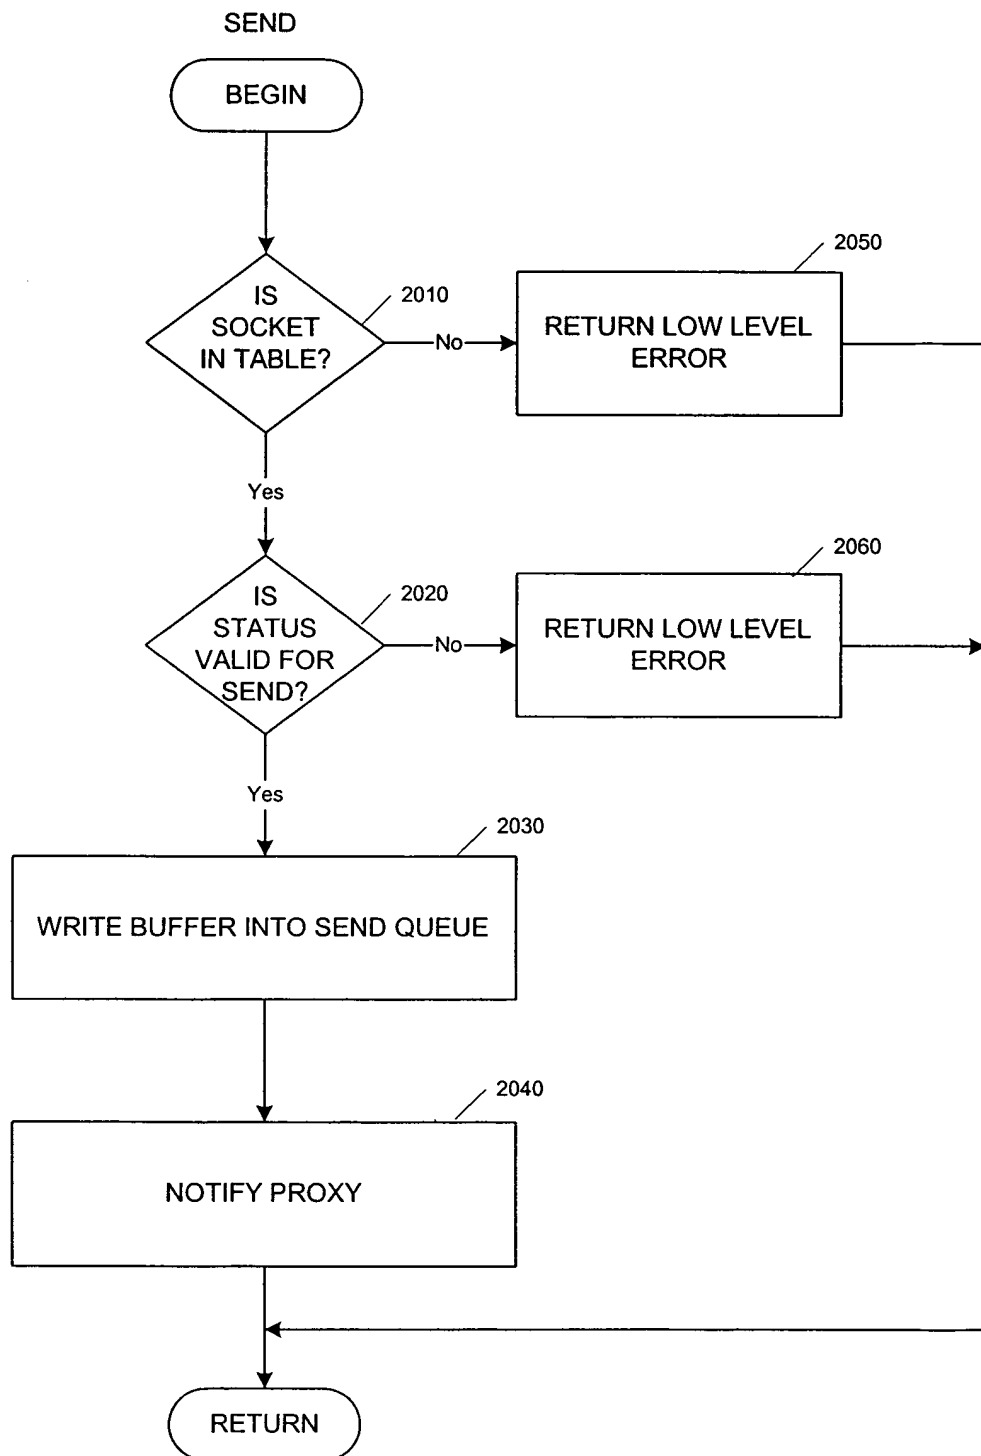 SEND
BEGIN
IS
SOCKET
IN TABLE?
2010
No
2050
RETURN LOW LEVEL
ERROR
Yes
IS
STATUS
VALID FOR
SEND?
2020
No
2060
RETURN LOW LEVEL
ERROR
Yes
2030
WRITE BUFFER INTO SEND QUEUE
2040
NOTIFY PROXY
RETURN